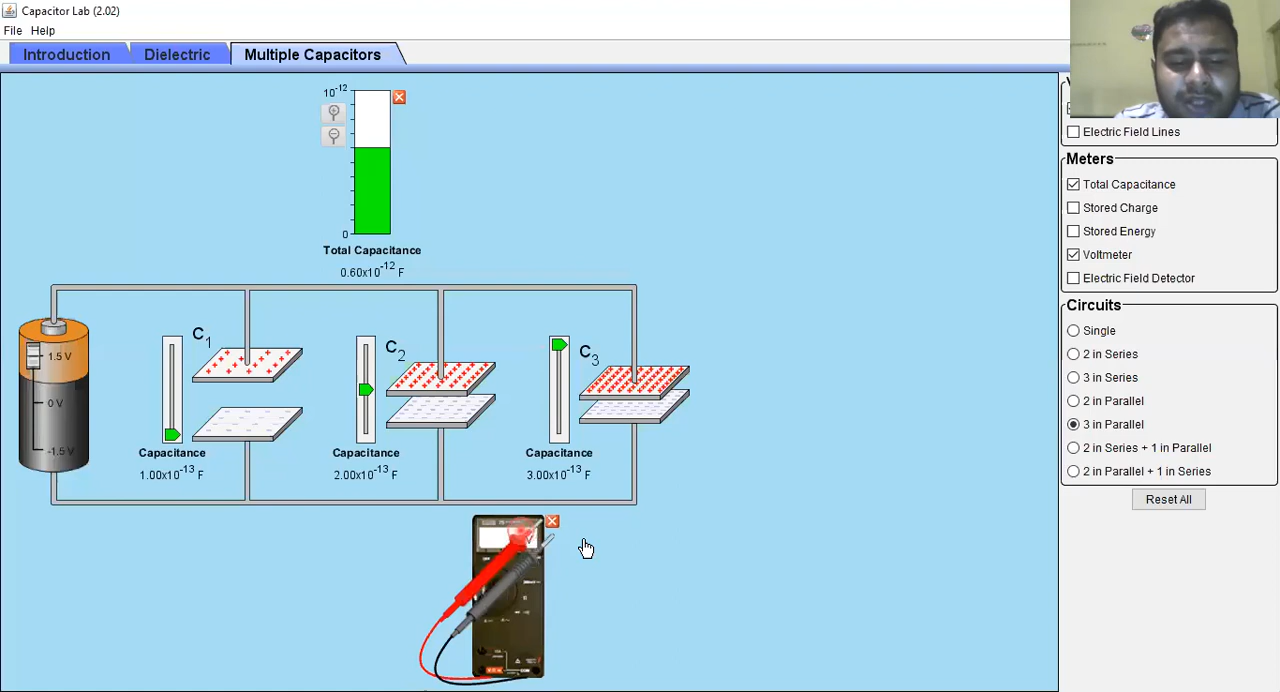 Capacitor Lab (2.02)
File Help
Introduction Dielectric Multiple Capacitors
10-12
0
Total Capacitance
0.60x10-12 F
1.5 V
0 V
-1.5 V
C1
Capacitance
1.00x10-13 F
C2
Capacitance
2.00x10-13 F
C3
Capacitance
3.00x10-13 F
Electric Field Lines
Meters
Total Capacitance
Stored Charge
Stored Energy
Voltmeter
Electric Field Detector
Circuits
Single
2 in Series
3 in Series
2 in Parallel
3 in Parallel
2 in Series + 1 in Parallel
2 in Parallel + 1 in Series
Reset All